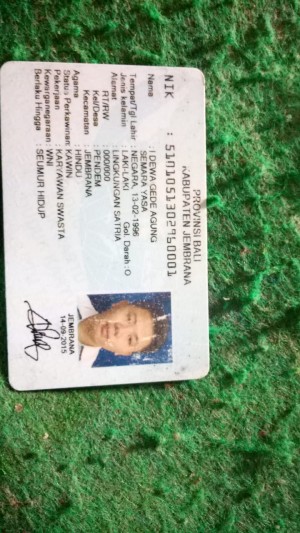 PROVINSI BALI
KABUPATEN JEMBRANA
NIK : 5101051302960001
Nama : I DEWA GEDE AGUNG
SEPARA YASA
Tempat/Tgl Lahir : NEGARA, 13-02-1996
Jenis kelamin : LAKI-LAKI Gol. Darah : O
Alamat : LINGKUNGAN SATRIA
RT/RW : 000/000
Kel/Desa : PENDEM
Kecamatan : JEMBRANA
Agama : HINDU
Status Perkawinan: KAWIN
Pekerjaan : KARYAWAN SWASTA
Kewarganegaraan: WNI
Berlaku Hingga : SEUMUR HIDUP
JEMBRANA
14-09-2015